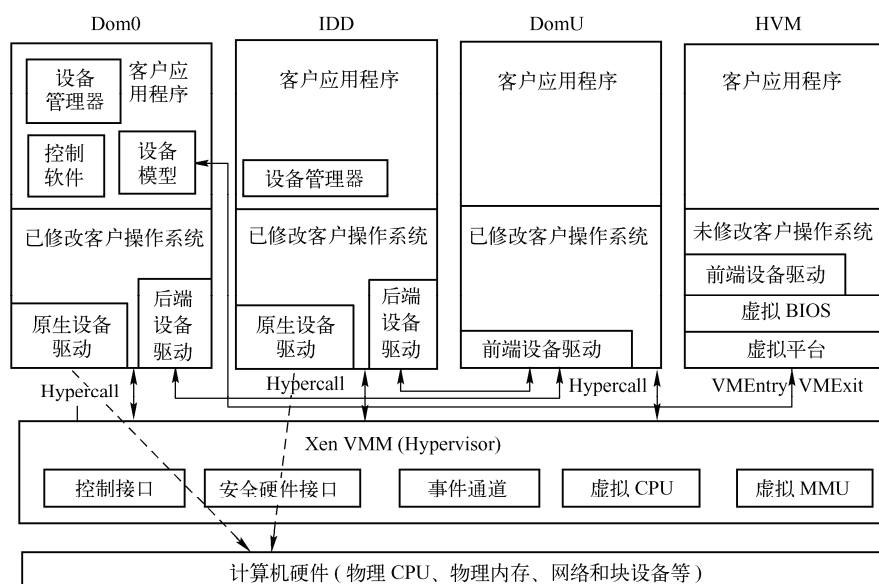 Dom0
IDD
DomU
HVM
设备
管理器
客户应
用程序
控制
软件
设备
模型
已修改客户操作系统
原生设备
驱动
后端
设备
驱动
客户应用程序
设备管理器
已修改客户操作系统
原生设备
驱动
后端
设备
驱动
客户应用程序
已修改客户操作系统
前端设备驱动
客户应用程序
未修改客户操作系统
前端设备驱动
虚拟 BIOS
虚拟平台
Hypercall
Hypercall
Hypercall
VMEntry
VMExit
Xen VMM (Hypervisor)
控制接口
安全硬件接口
事件通道
虚拟 CPU
虚拟 MMU
计算机硬件 ( 物理 CPU、物理内存、网络和块设备等 )